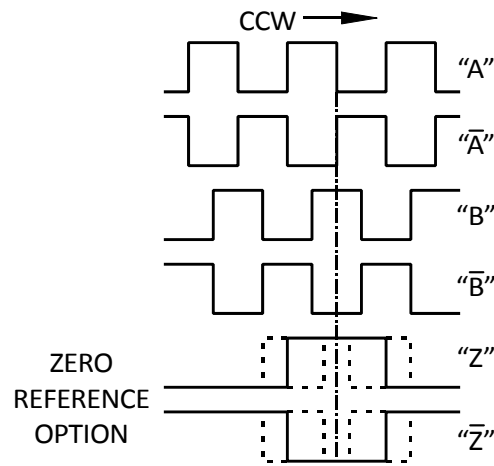 CCW
“A”
“A̅”
“B”
“B̅”
ZERO
REFERENCE
OPTION
“Z”
“Z̅”